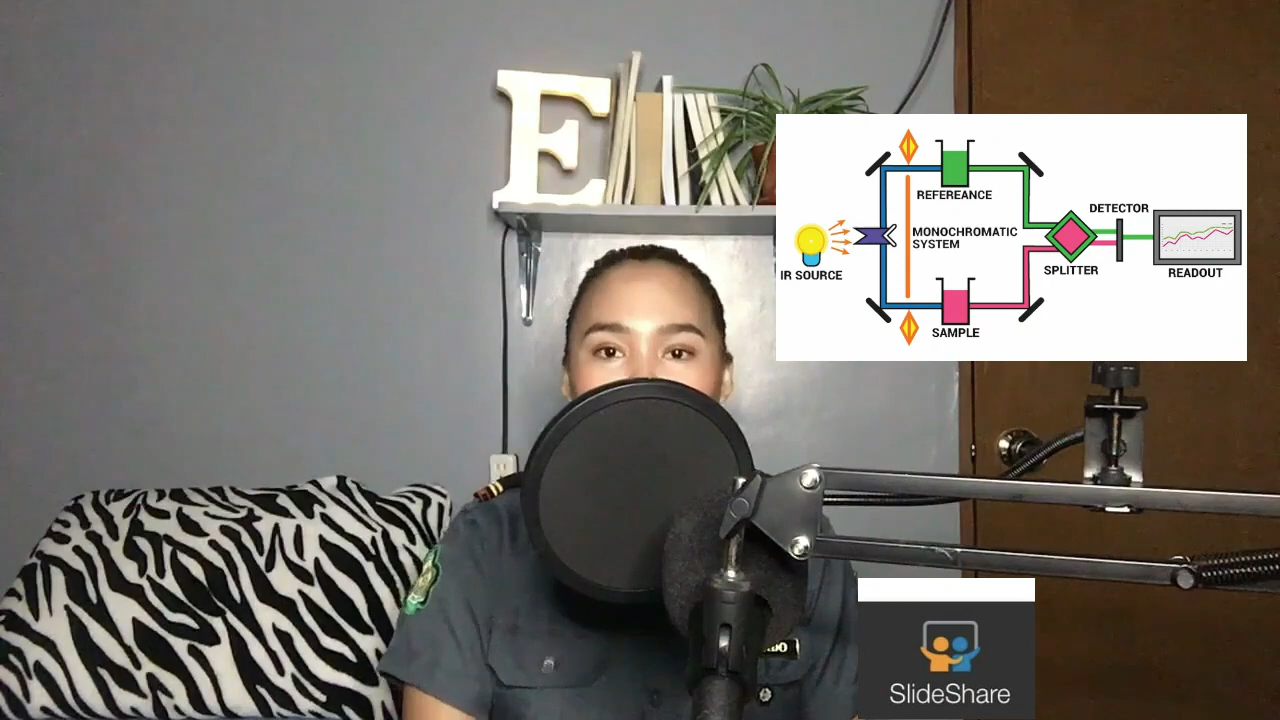 E
REFEREANCE
DETECTOR
MONOCHROMATIC
SYSTEM
IR SOURCE
SPLITTER
READOUT
SAMPLE
SlideShare